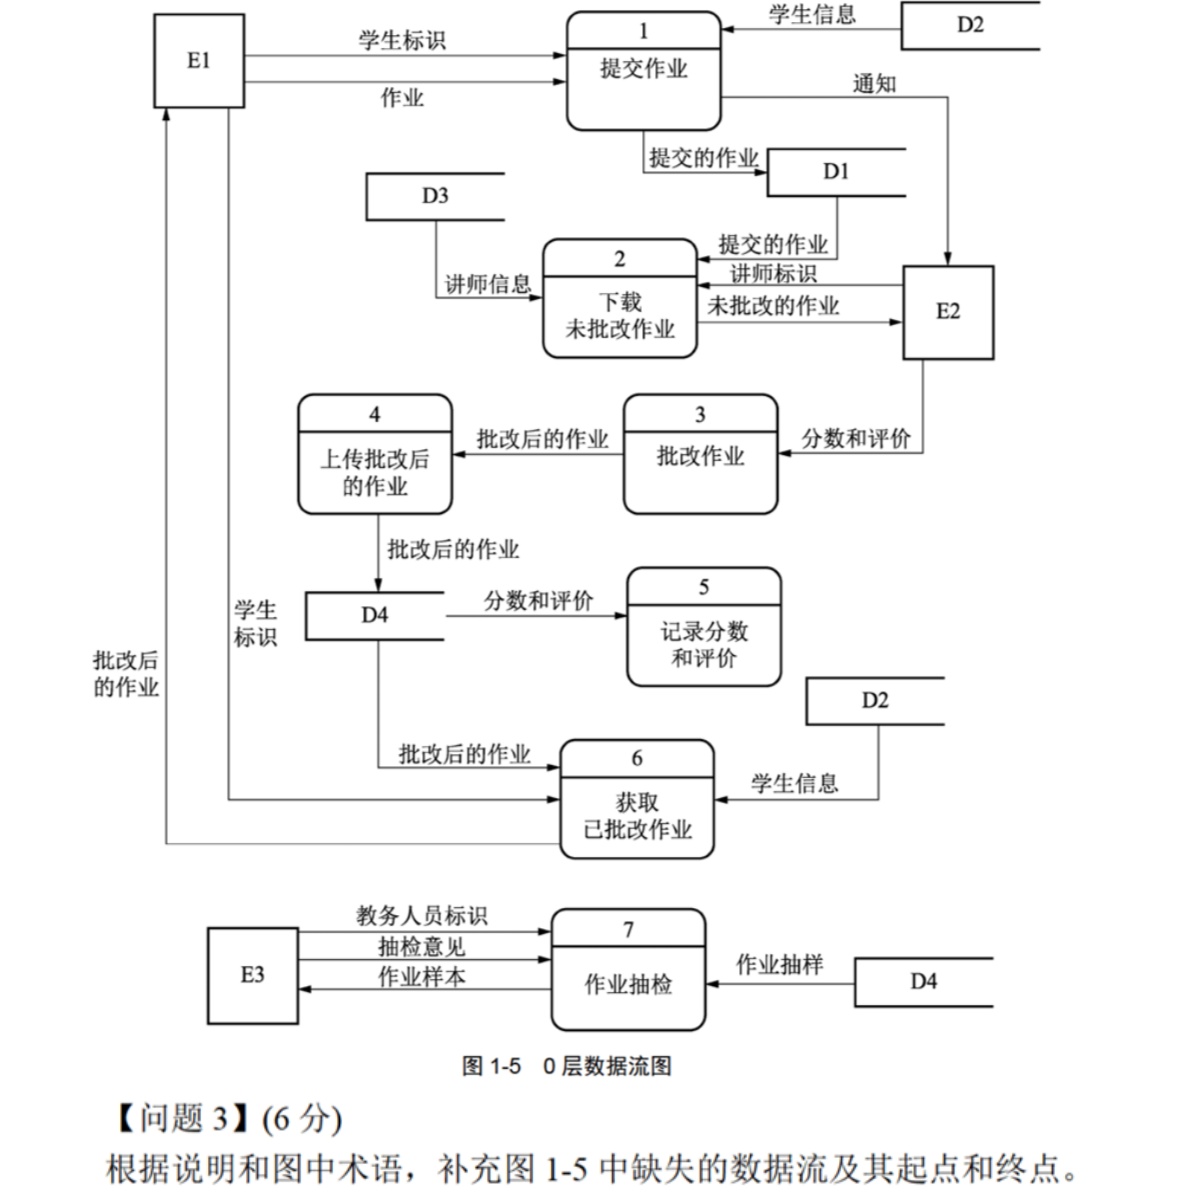 学生信息
D2
E1
学生标识
1
提交作业
作业
通知
提交的作业
D1
D3
提交的作业
2
讲师标识
讲师信息
下载
未批改作业
未批改的作业
E2
4
上传批改后
的作业
批改后的作业
3
批改作业
分数和评价
批改后的作业
D4
分数和评价
5
记录分数
和评价
学生
标识
批改后
的作业
D2
批改后的作业
6
获取
已批改作业
学生信息
教务人员标识
抽检意见
作业样本
E3
7
作业抽检
作业抽样
D4
图 1-5 0 层数据流图
【问题 3】(6 分)
根据说明和图中术语，补充图 1-5 中缺失的数据流及其起点和终点。